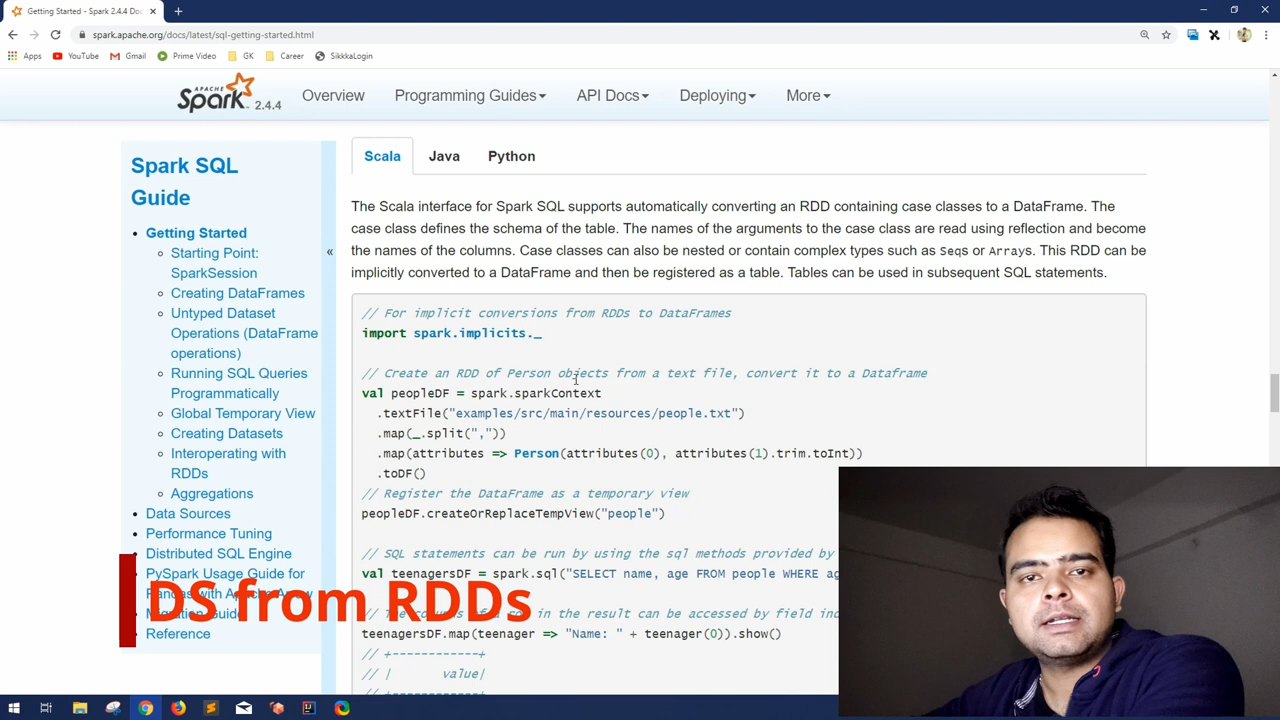 Getting Started - Spark 2.4.4 Doc
spark.apache.org/docs/latest/sql-getting-started.html
Apps YouTube Gmail Prime Video GK Career SikkkaLogin
APACHE Spark 2.4.4 Overview Programming Guides API Docs Deploying More
Spark SQL
Guide
Getting Started
Starting Point:
SparkSession
Creating DataFrames
Untyped Dataset
Operations (DataFrame
operations)
Running SQL Queries
Programmatically
Global Temporary View
Creating Datasets
Interoperating with
RDDs
Aggregations
Data Sources
Performance Tuning
Distributed SQL Engine
PySpark Usage Guide for
Pandas with Apache Arrow
Migration Guide
Reference
DS from RDDs
«
Scala Java Python
The Scala interface for Spark SQL supports automatically converting an RDD containing case classes to a DataFrame. The
case class defines the schema of the table. The names of the arguments to the case class are read using reflection and become
the names of the columns. Case classes can also be nested or contain complex types such as Seqs or Arrays. This RDD can be
implicitly converted to a DataFrame and then be registered as a table. Tables can be used in subsequent SQL statements.
// For implicit conversions from RDDs to DataFrames
import spark.implicits._
// Create an RDD of Person objects from a text file, convert it to a Dataframe
val peopleDF = spark.sparkContext
.textFile("examples/src/main/resources/people.txt")
.map(_.split(","))
.map(attributes => Person(attributes(0), attributes(1).trim.toInt))
.toDF()
// Register the DataFrame as a temporary view
peopleDF.createOrReplaceTempView("people")
// SQL statements can be run by using the sql methods provided by
val teenagersDF = spark.sql("SELECT name, age FROM people WHERE ag
// The columns of a row in the result can be accessed by field ind
teenagersDF.map(teenager => "Name: " + teenager(0)).show()
// +------------+
// | value|
// +------------+